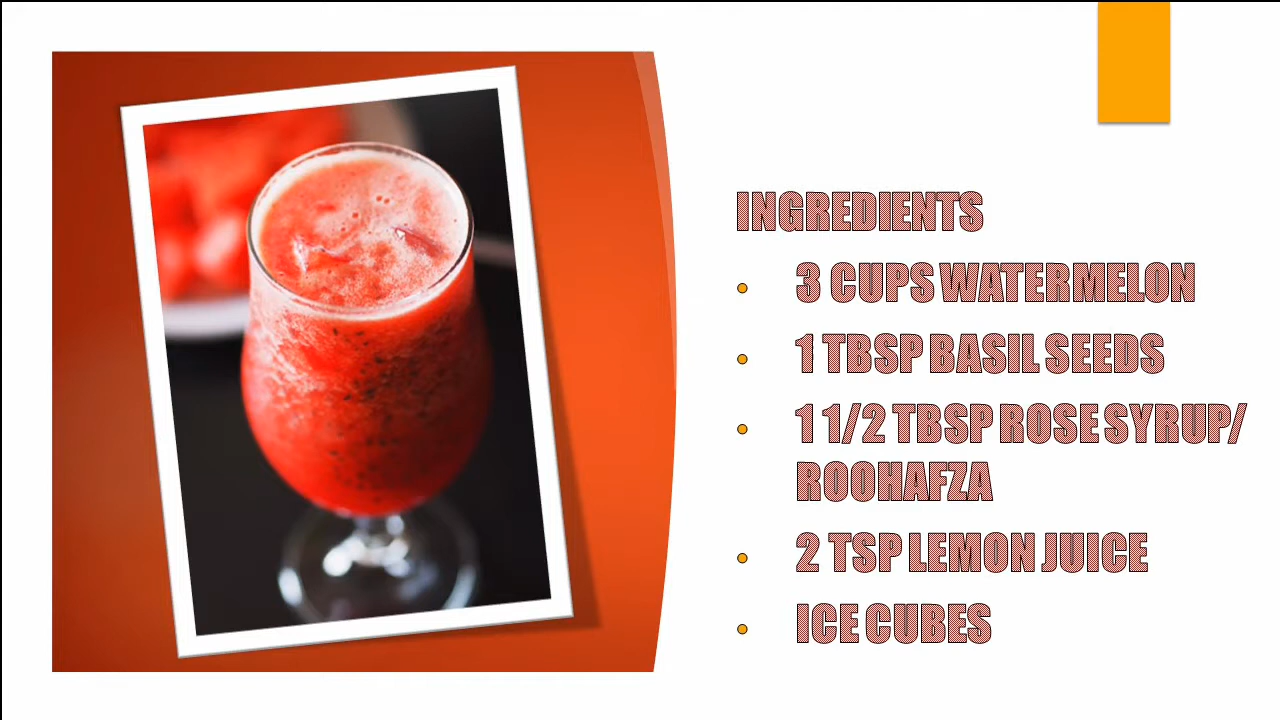 INGREDIENTS
• 3 CUPS WATERMELON
• 1 TBSP BASIL SEEDS
• 1 1/2 TBSP ROSE SYRUP/
ROOHAFZA
• 2 TSP LEMON JUICE
• ICE CUBES